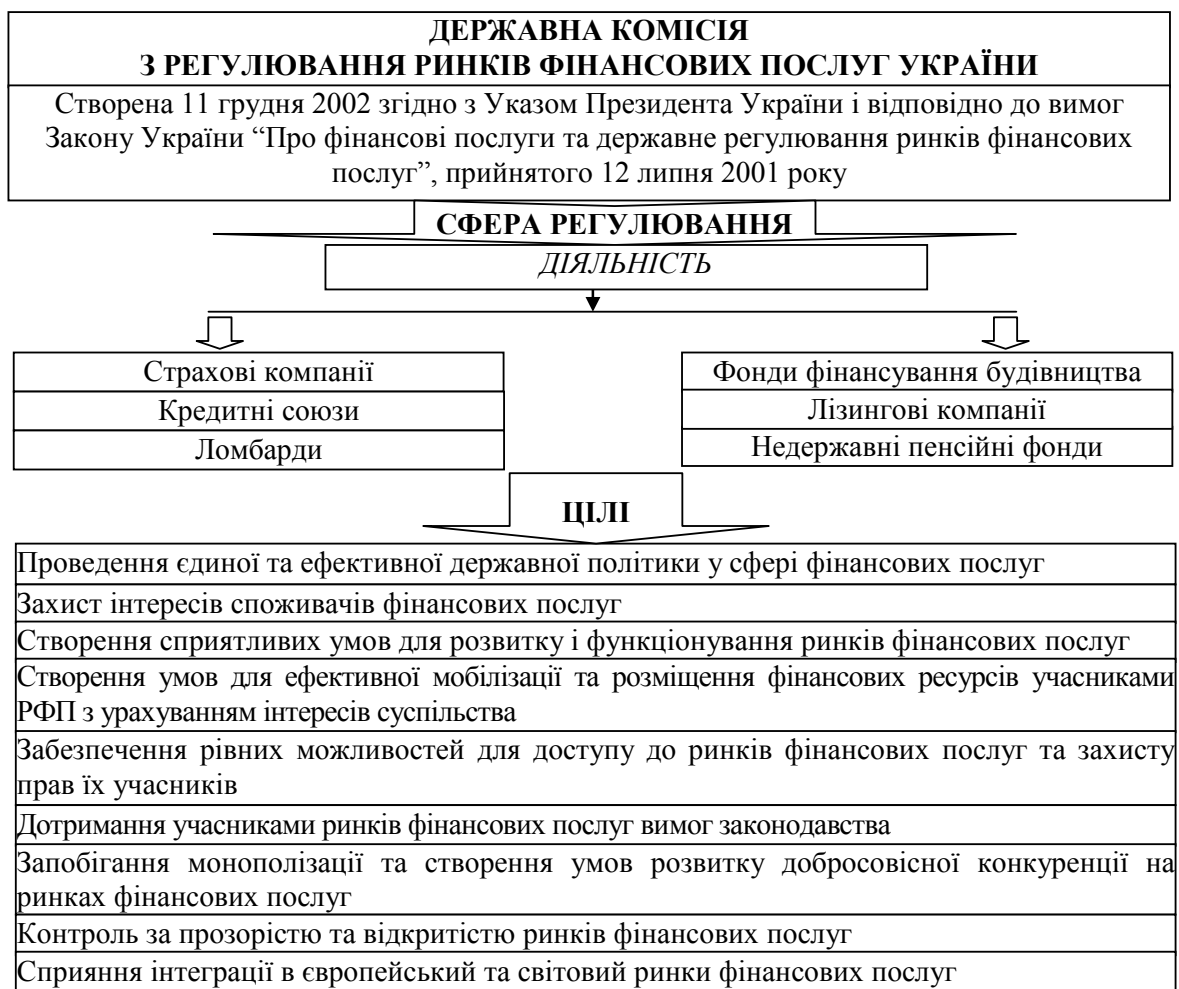 ДЕРЖАВНА КОМІСІЯ
З РЕГУЛЮВАННЯ РИНКІВ ФІНАНСОВИХ ПОСЛУГ УКРАЇНИ
Створена 11 грудня 2002 згідно з Указом Президента України і відповідно до вимог
Закону України “Про фінансові послуги та державне регулювання ринків фінансових
послуг”, прийнятого 12 липня 2001 року
СФЕРА РЕГУЛЮВАННЯ
ДІЯЛЬНІСТЬ
Страхові компанії
Кредитні союзи
Ломбарди
Фонди фінансування будівництва
Лізингові компанії
Недержавні пенсійні фонди
ЦІЛІ
Проведення єдиної та ефективної державної політики у сфері фінансових послуг
Захист інтересів споживачів фінансових послуг
Створення сприятливих умов для розвитку і функціонування ринків фінансових послуг
Створення умов для ефективної мобілізації та розміщення фінансових ресурсів учасниками
РФП з урахуванням інтересів суспільства
Забезпечення рівних можливостей для доступу до ринків фінансових послуг та захисту
прав їх учасників
Дотримання учасниками ринків фінансових послуг вимог законодавства
Запобігання монополізації та створення умов розвитку добросовісної конкуренції на
ринках фінансових послуг
Контроль за прозорістю та відкритістю ринків фінансових послуг
Сприяння інтеграції в європейський та світовий ринки фінансових послуг